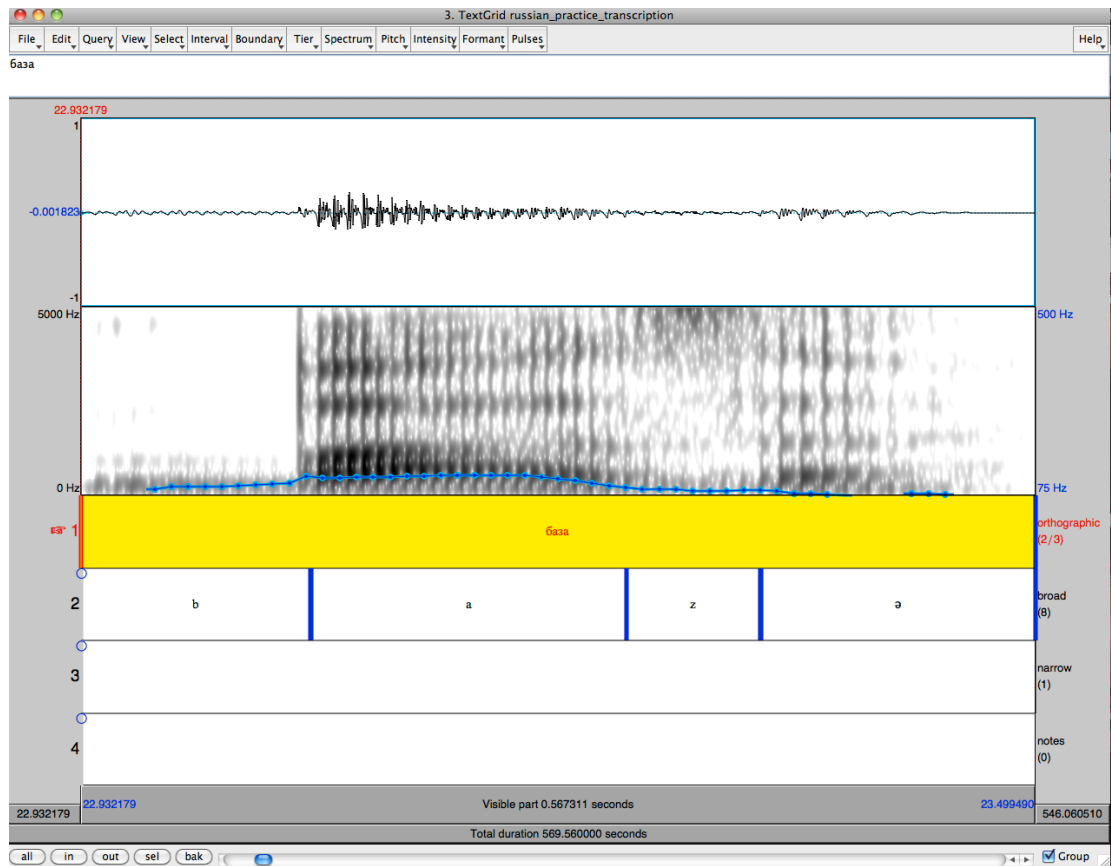 3. TextGrid russian_practice_transcription
File Edit Query View Select Interval Boundary Tier Spectrum Pitch Intensity Formant Pulses Help
база
22.932179
1
-0.001823
-1
5000 Hz 500 Hz
0 Hz 75 Hz
1 база orthographic
(2/3)
2 b a z ə broad
(8)
3 narrow
(1)
4 notes
(0)
22.932179 22.932179 Visible part 0.567311 seconds 23.499490 546.060510
Total duration 569.560000 seconds
all in out sel bak Group